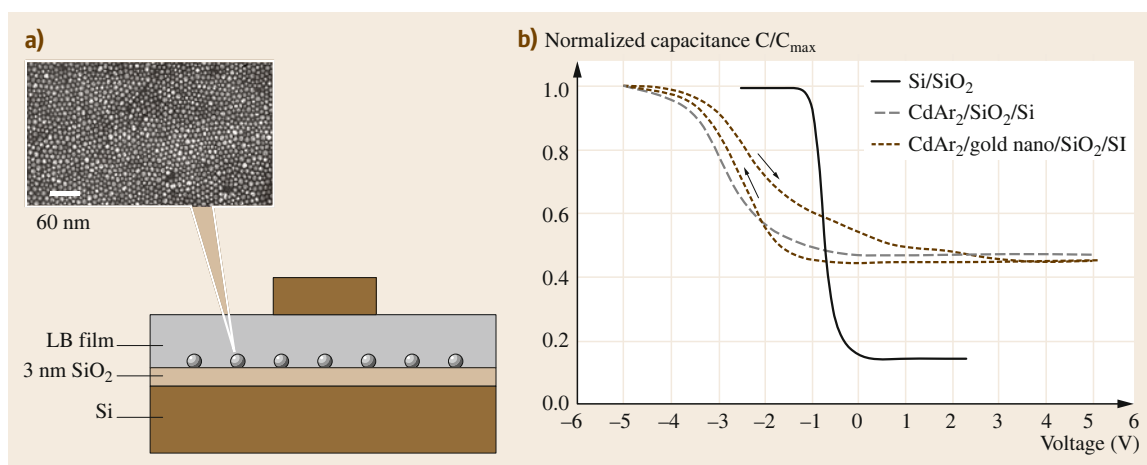 a)
60 nm
LB film
3 nm SiO₂
Si
b) Normalized capacitance C/Cmax
1.0
0.8
0.6
0.4
0.2
0.0
Si/SiO₂
CdAr₂/SiO₂/Si
CdAr₂/gold nano/SiO₂/SI
–6 –5 –4 –3 –2 –1 0 1 2 3 4 5 6
Voltage (V)